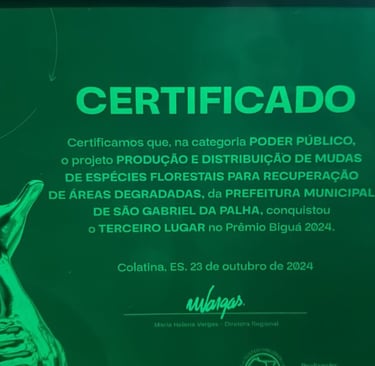 CERTIFICADO
Certificamos que, na categoria PODER PÚBLICO,
o projeto PRODUÇÃO E DISTRIBUIÇÃO DE MUDAS
DE ESPÉCIES FLORESTAIS PARA RECUPERAÇÃO
DE ÁREAS DEGRADADAS, da PREFEITURA MUNICIPAL
DE SÃO GABRIEL DA PALHA, conquistou
o TERCEIRO LUGAR no Prêmio Biguá 2024.
Colatina, ES. 23 de outubro de 2024
MVargas.
Maria Helena Vargas - Diretora Regional